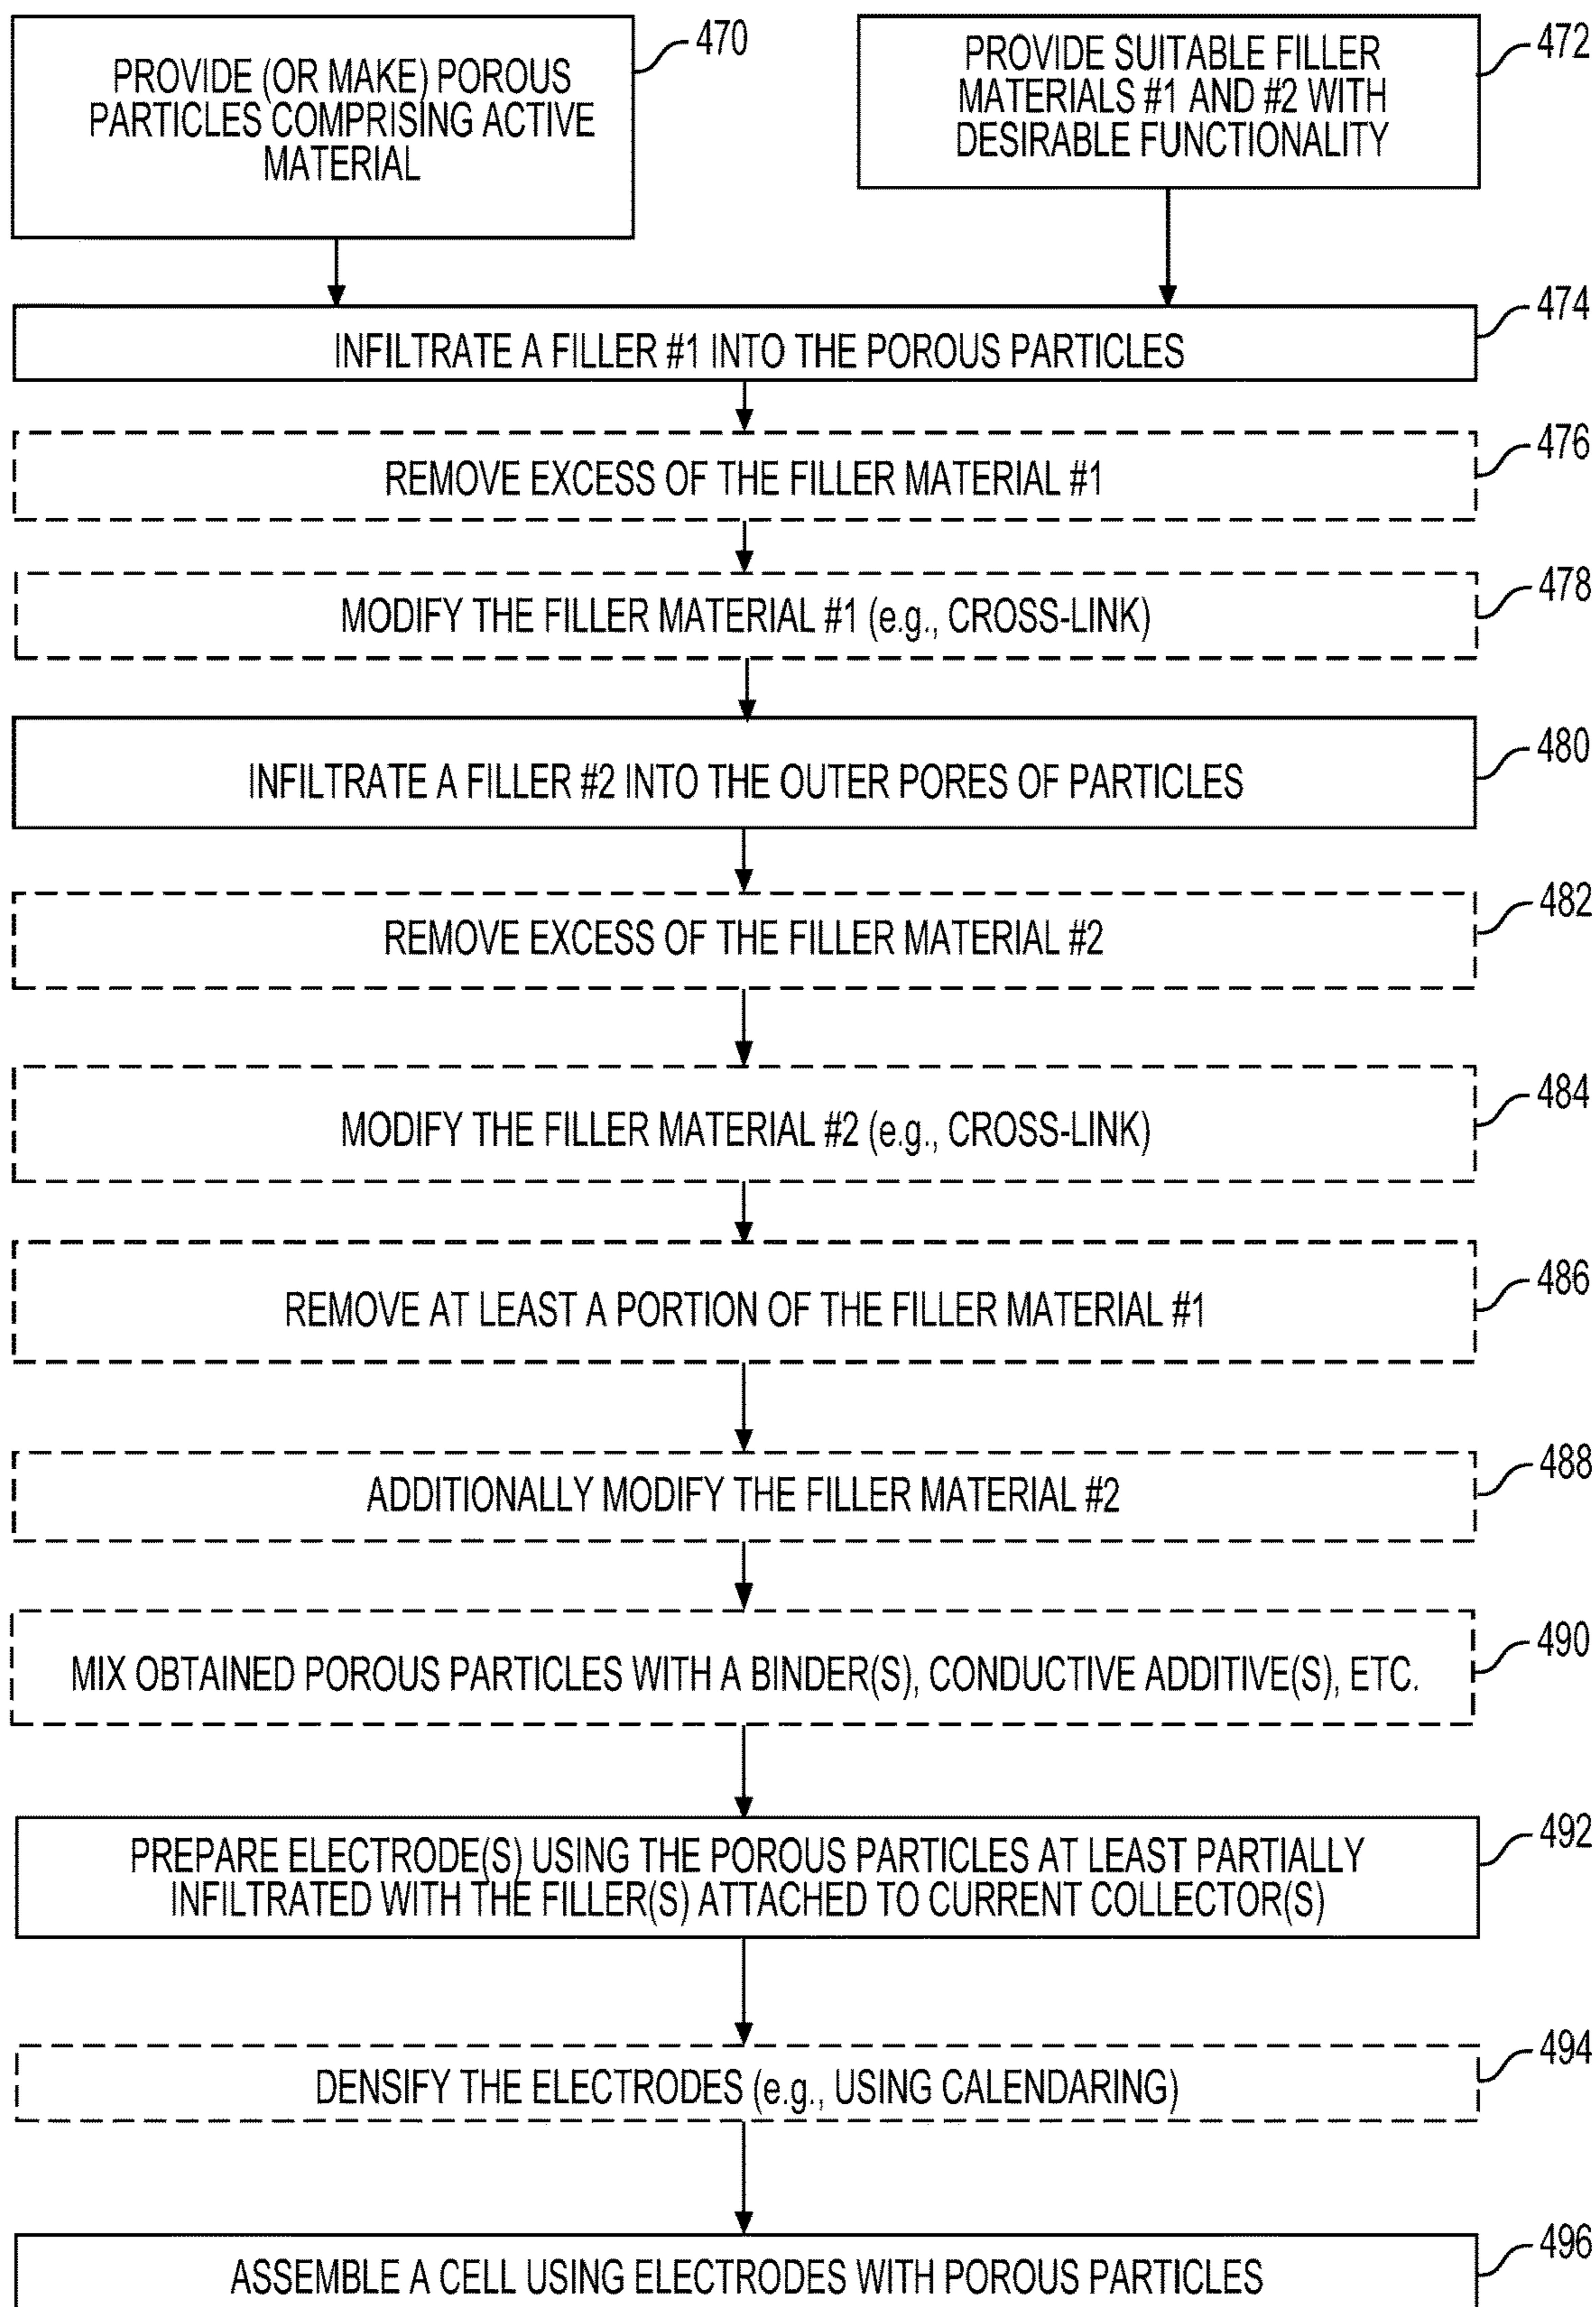 PROVIDE (OR MAKE) POROUS
PARTICLES COMPRISING ACTIVE
MATERIAL
470
PROVIDE SUITABLE FILLER
MATERIALS #1 AND #2 WITH
DESIRABLE FUNCTIONALITY
472
INFILTRATE A FILLER #1 INTO THE POROUS PARTICLES
474
REMOVE EXCESS OF THE FILLER MATERIAL #1
476
MODIFY THE FILLER MATERIAL #1 (e.g., CROSS-LINK)
478
INFILTRATE A FILLER #2 INTO THE OUTER PORES OF PARTICLES
480
REMOVE EXCESS OF THE FILLER MATERIAL #2
482
MODIFY THE FILLER MATERIAL #2 (e.g., CROSS-LINK)
484
REMOVE AT LEAST A PORTION OF THE FILLER MATERIAL #1
486
ADDITIONALLY MODIFY THE FILLER MATERIAL #2
488
MIX OBTAINED POROUS PARTICLES WITH A BINDER(S), CONDUCTIVE ADDITIVE(S), ETC.
490
PREPARE ELECTRODE(S) USING THE POROUS PARTICLES AT LEAST PARTIALLY
INFILTRATED WITH THE FILLER(S) ATTACHED TO CURRENT COLLECTOR(S)
492
DENSIFY THE ELECTRODES (e.g., USING CALENDARING)
494
ASSEMBLE A CELL USING ELECTRODES WITH POROUS PARTICLES
496